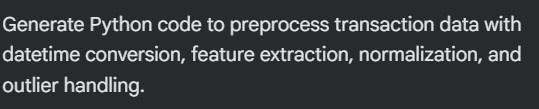 Generate Python code to preprocess transaction data with
datetime conversion, feature extraction, normalization, and
outlier handling.